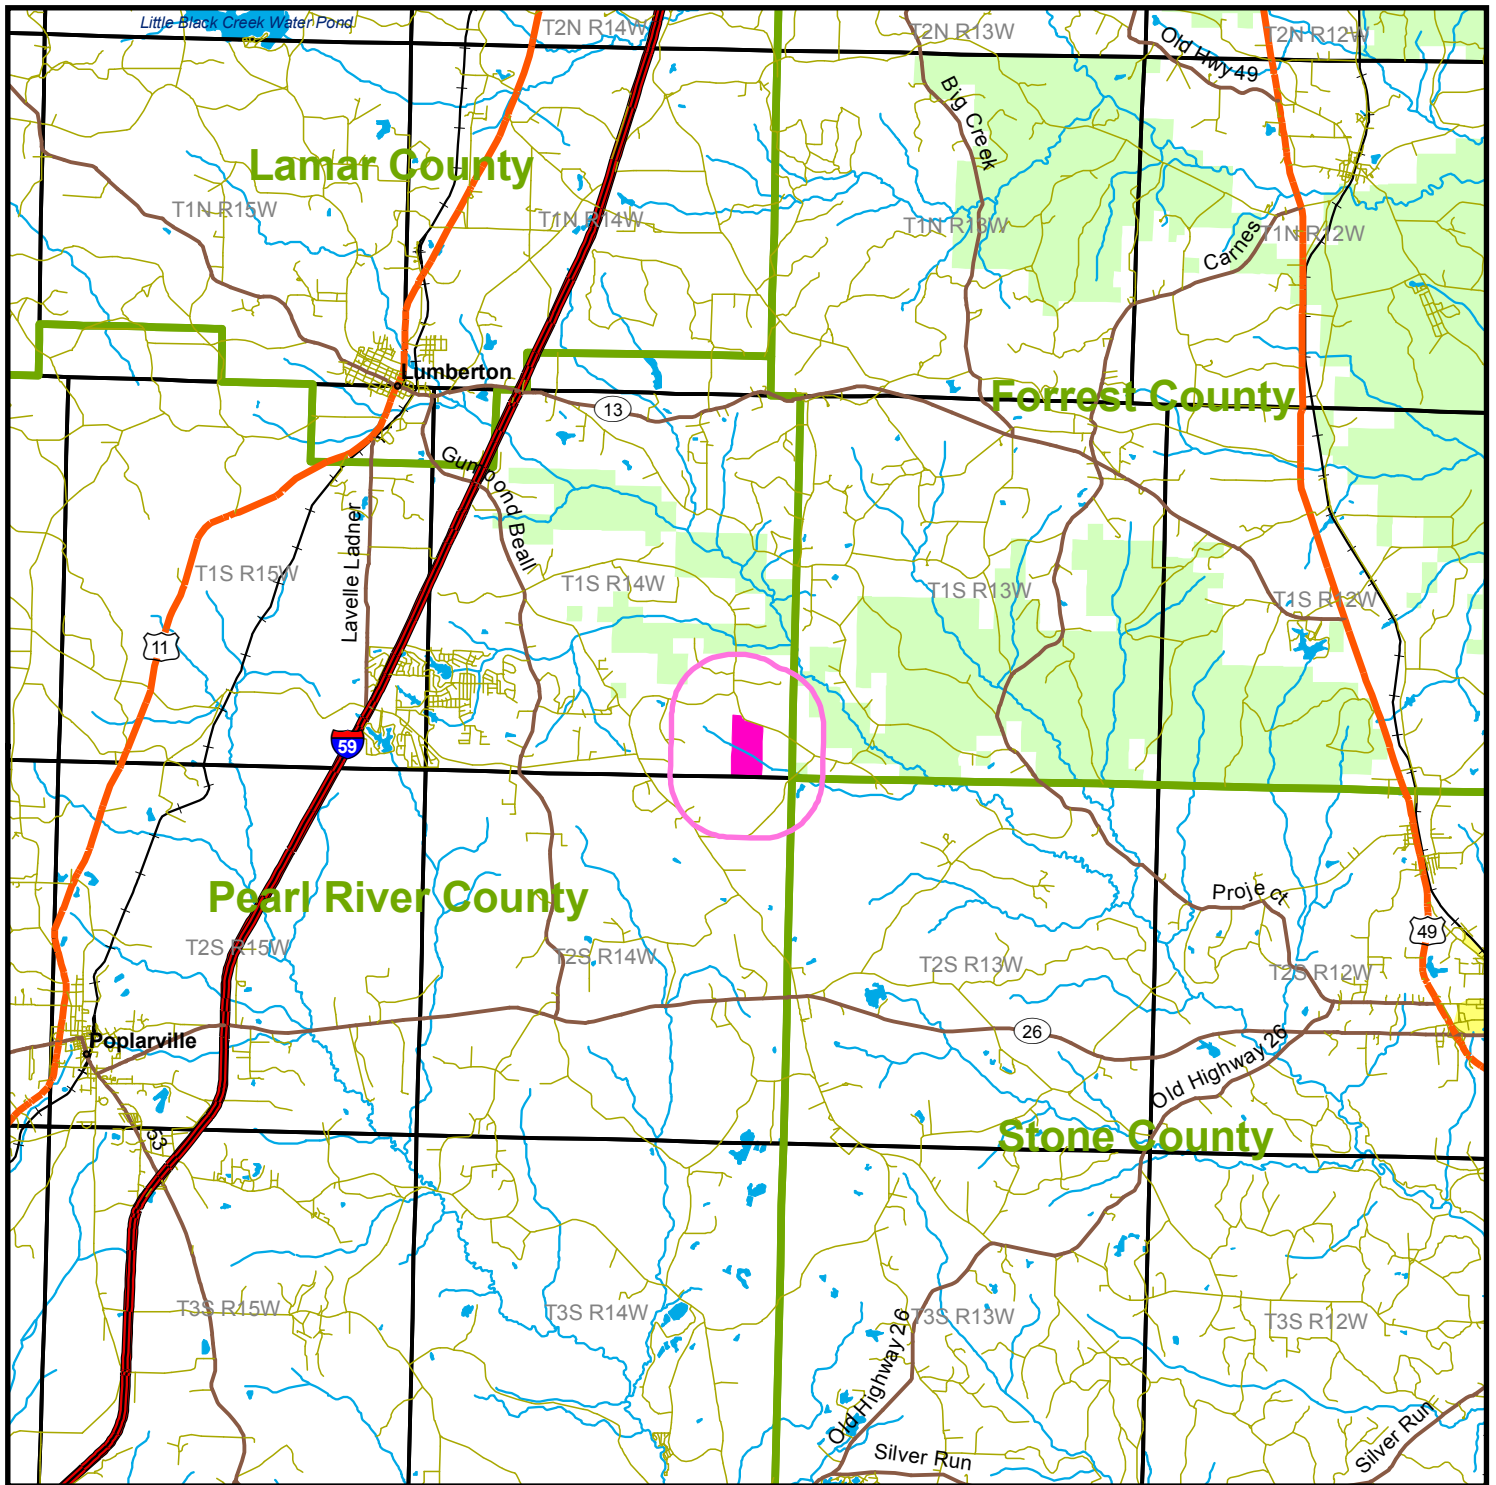 Little Black Creek Water Pond
T2N R14W
T2N R13W
T2N R12W
Old Hwy 49
Big Creek
Lamar County
T1N R15W
T1N R14W
T1N R13W
T1N R12W
Carnes
Lumberton
13
Forrest County
Gumpond Beall
Lavelle Ladner
T1S R15W
T1S R14W
T1S R13W
T1S R12W
11
59
Pearl River County
Project
49
T2S R15W
T2S R14W
T2S R13W
T2S R12W
26
Poplarville
Old Highway 26
53
Stone County
T3S R15W
T3S R14W
T3S R13W
T3S R12W
Old Highway 26
Silver Run
Silver Run